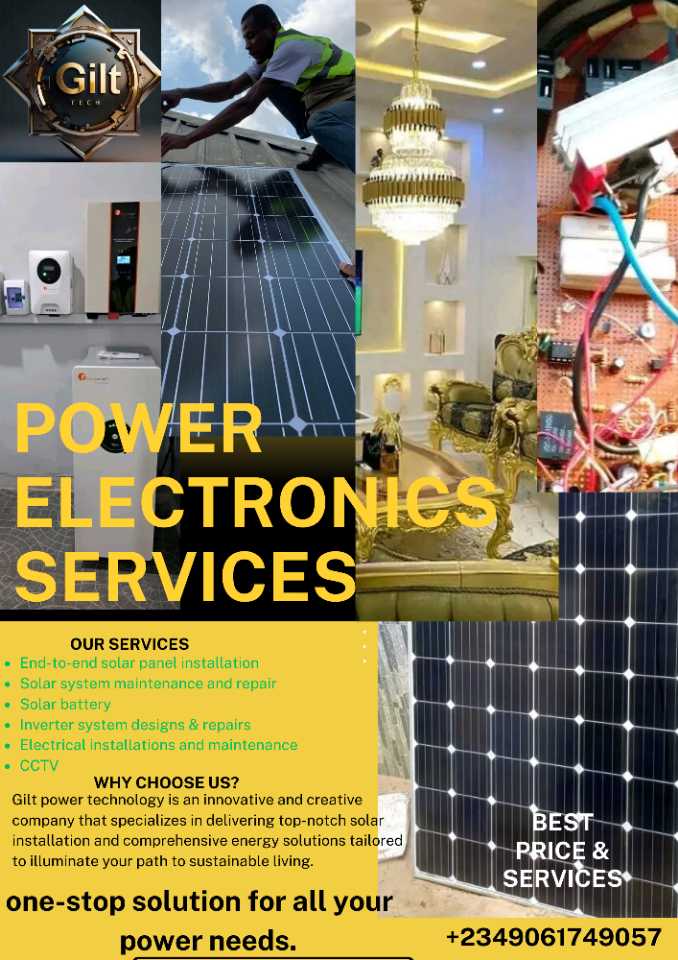 Gilt
TECH
POWER
ELECTRONICS
SERVICES
OUR SERVICES
• End-to-end solar panel installation
• Solar system maintenance and repair
• Solar battery
• Inverter system designs & repairs
• Electrical installations and maintenance
• CCTV
WHY CHOOSE US?
Gilt power technology is an innovative and creative
company that specializes in delivering top-notch solar
installation and comprehensive energy solutions tailored
to illuminate your path to sustainable living.
one-stop solution for all your
power needs.
BEST
PRICE &
SERVICES
+2349061749057